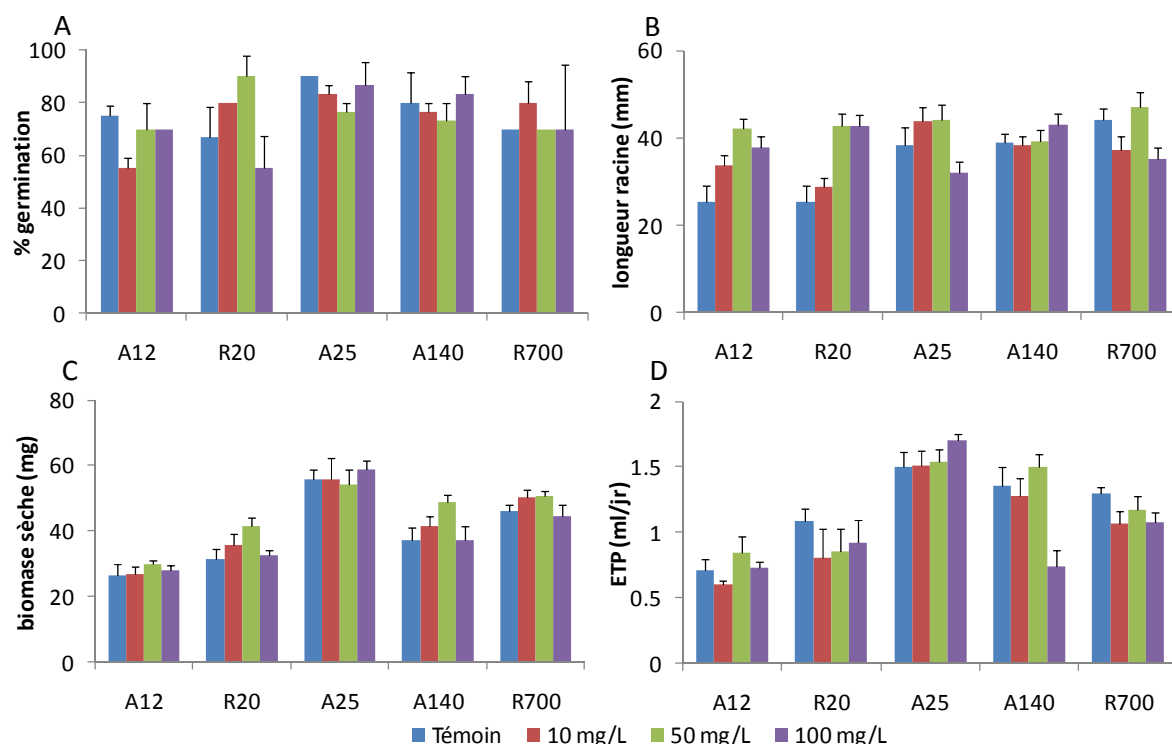 A
% germination
100
80
60
40
20
0
A12 R20 A25 A140 R700
B
longueur racine (mm)
60
40
20
0
A12 R20 A25 A140 R700
C
biomase sèche (mg)
80
60
40
20
0
A12 R20 A25 A140 R700
D
ETP (ml/jr)
2
1.5
1
0.5
0
A12 R20 A25 A140 R700
Témoin 10 mg/L 50 mg/L 100 mg/L